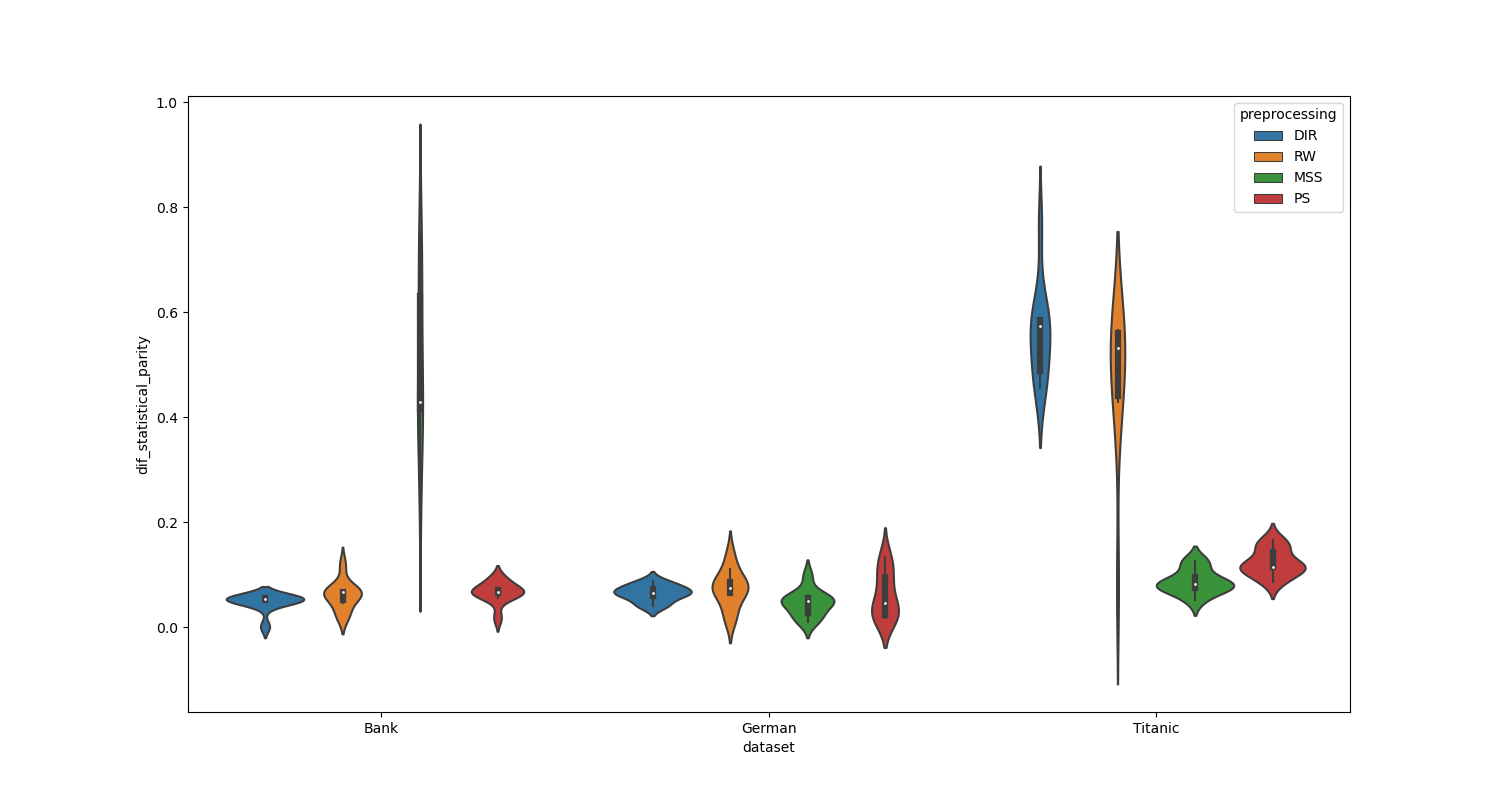 preprocessing
DIR
RW
MSS
PS
1.0
0.8
0.6
0.4
0.2
0.0
dif_statistical_parity
Bank
German
Titanic
dataset